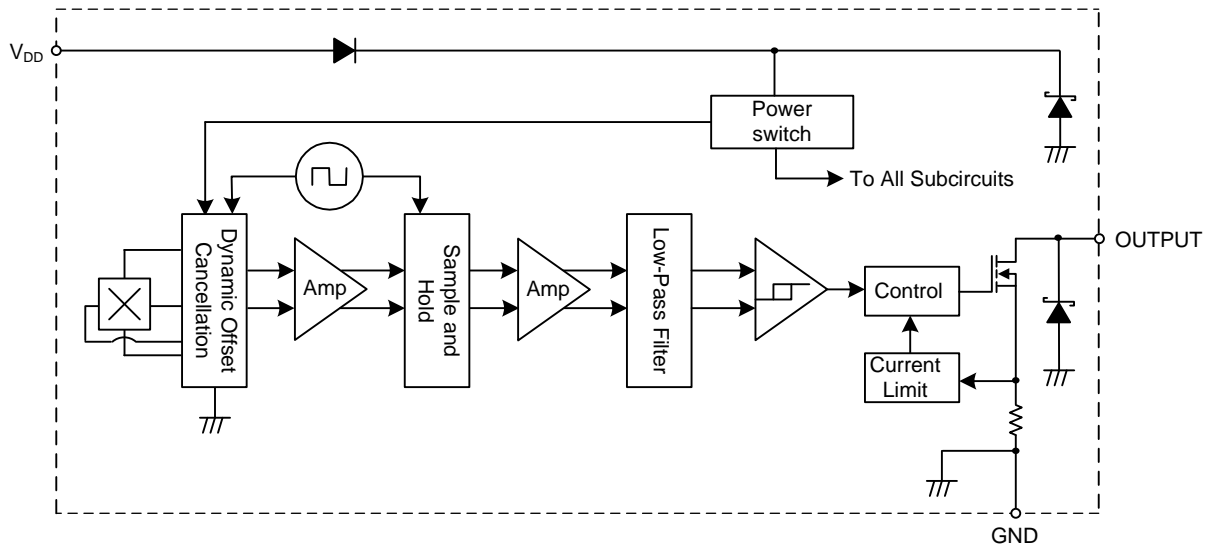 V_DD
Power
switch
To All Subcircuits
Dynamic Offset
Cancellation
Amp
Sample and
Hold
Amp
Low-Pass Filter
Control
Current
Limit
OUTPUT
GND